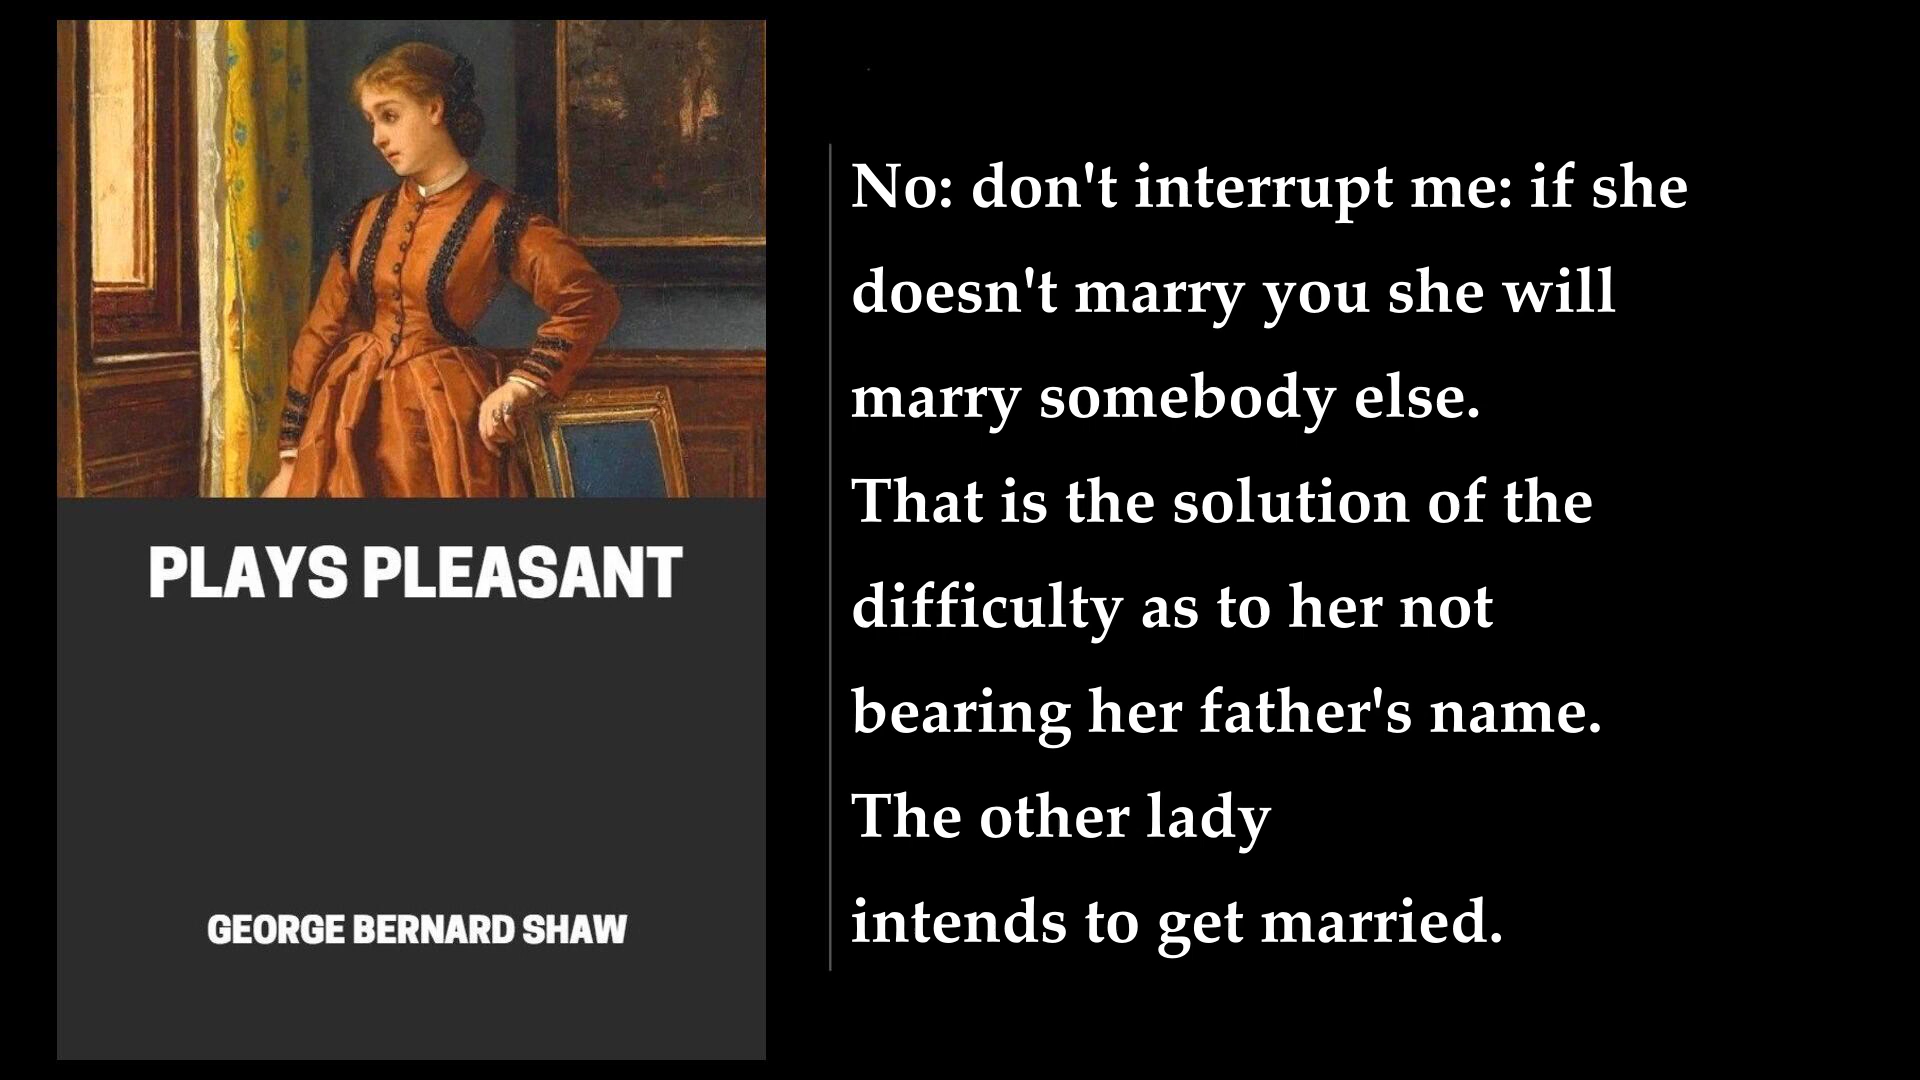 PLAYS PLEASANT
GEORGE BERNARD SHAW
No: don't interrupt me: if she
doesn't marry you she will
marry somebody else.
That is the solution of the
difficulty as to her not
bearing her father's name.
The other lady
intends to get married.